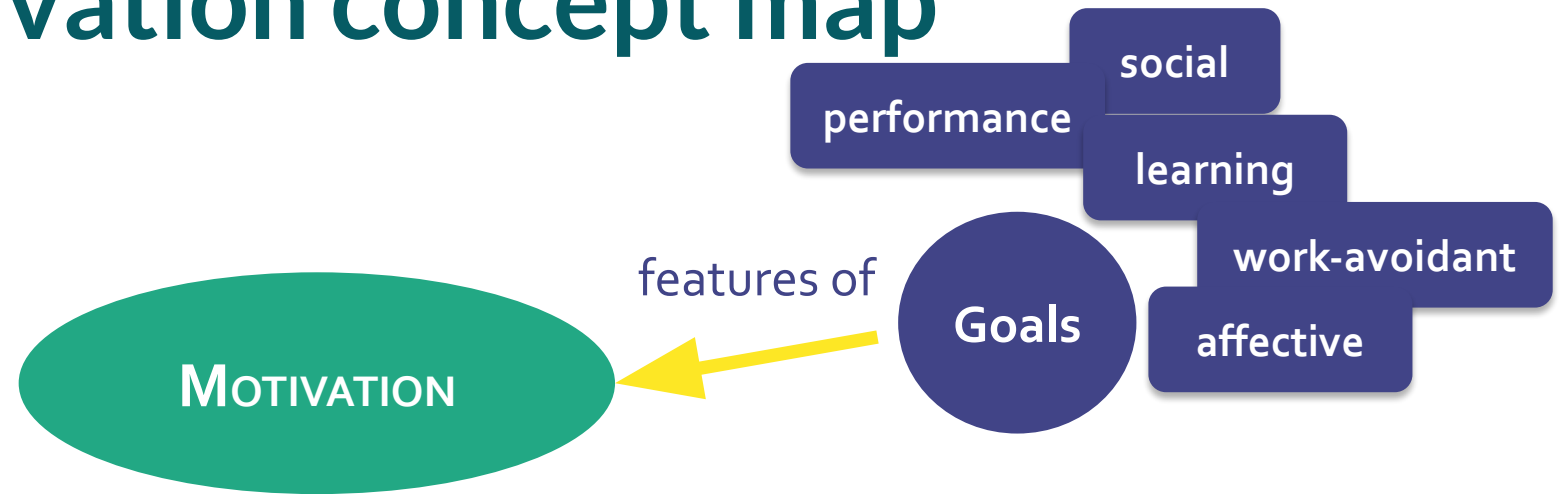 vation concept map
social
performance
learning
work-avoidant
features of
Goals
affective
MOTIVATION